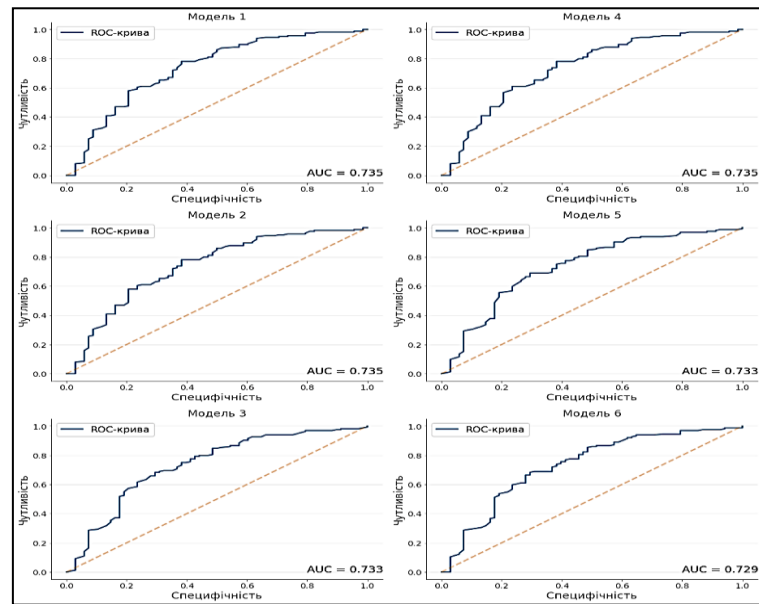 Модель 1
ROC-крива
Чутливість
1.0
0.8
0.6
0.4
0.2
0.0
AUC = 0.735
0.0 0.2 0.4 0.6 0.8 1.0
Специфічність
Модель 4
ROC-крива
Чутливість
1.0
0.8
0.6
0.4
0.2
0.0
AUC = 0.735
0.0 0.2 0.4 0.6 0.8 1.0
Специфічність
Модель 2
ROC-крива
Чутливість
1.0
0.8
0.6
0.4
0.2
0.0
AUC = 0.735
0.0 0.2 0.4 0.6 0.8 1.0
Специфічність
Модель 5
ROC-крива
Чутливість
1.0
0.8
0.6
0.4
0.2
0.0
AUC = 0.733
0.0 0.2 0.4 0.6 0.8 1.0
Специфічність
Модель 3
ROC-крива
Чутливість
1.0
0.8
0.6
0.4
0.2
0.0
AUC = 0.733
0.0 0.2 0.4 0.6 0.8 1.0
Специфічність
Модель 6
ROC-крива
Чутливість
1.0
0.8
0.6
0.4
0.2
0.0
AUC = 0.729
0.0 0.2 0.4 0.6 0.8 1.0
Специфічність